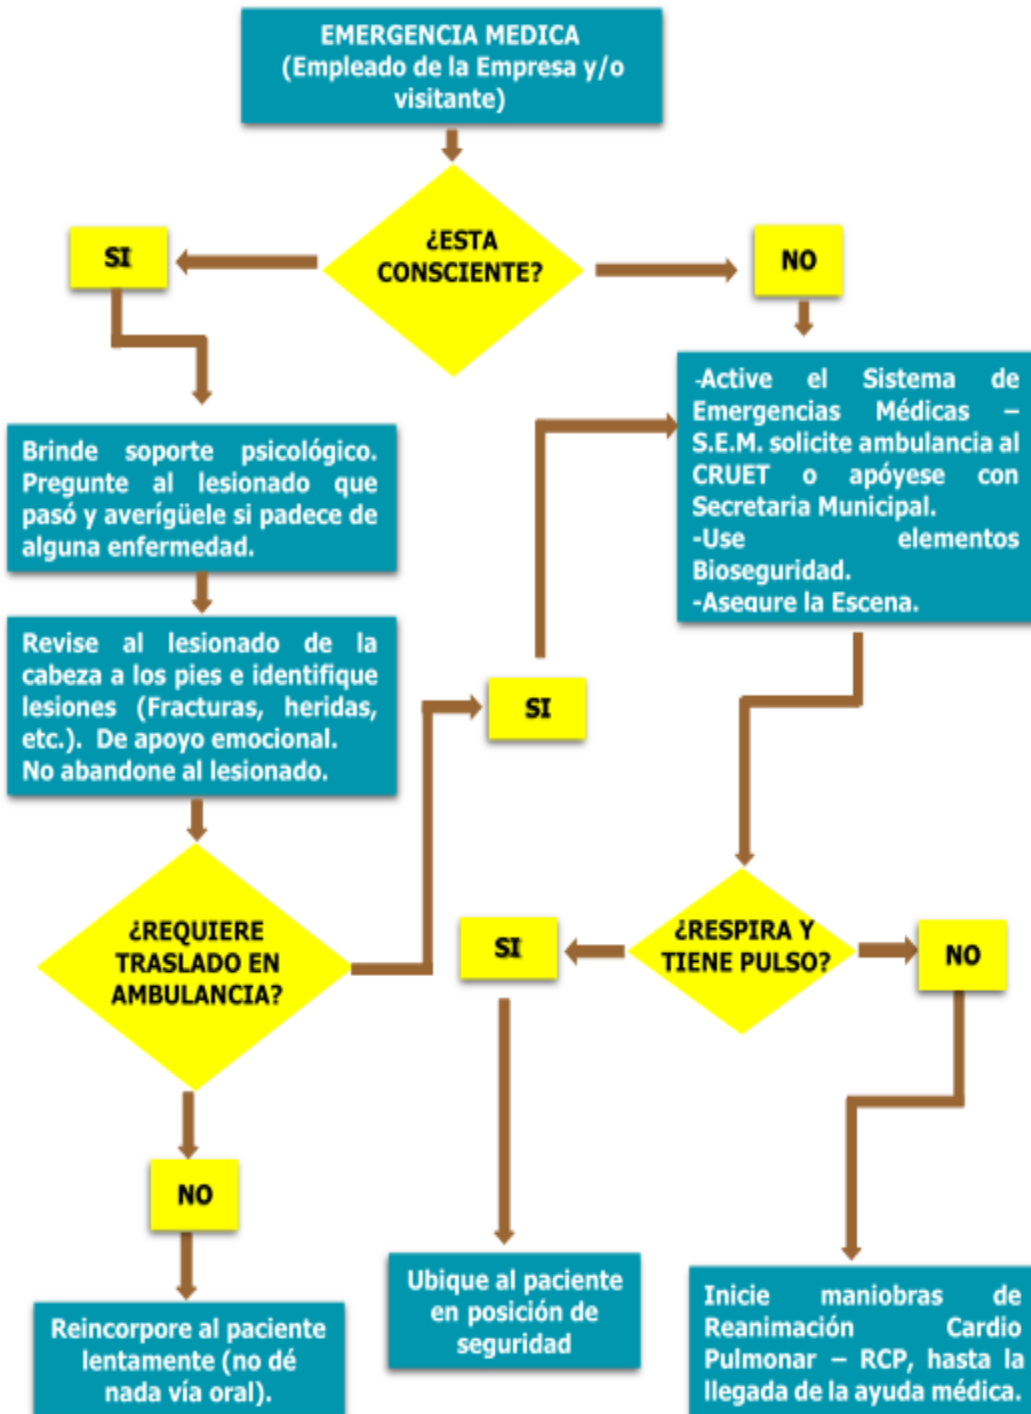 EMERGENCIA MEDICA
(Empleado de la Empresa y/o
visitante)
¿ESTA
CONSCIENTE?
SI
NO
Brinde soporte psicológico.
Pregunte al lesionado que
pasó y averígüele si padece de
alguna enfermedad.
-Active el Sistema de
Emergencias Médicas –
S.E.M. solicite ambulancia al
CRUET o apóyese con
Secretaria Municipal.
-Use elementos
Bioseguridad.
-Asegure la Escena.
Revise al lesionado de la
cabeza a los pies e identifique
lesiones (Fracturas, heridas,
etc.). De apoyo emocional.
No abandone al lesionado.
SI
¿REQUIERE
TRASLADO EN
AMBULANCIA?
SI
¿RESPIRA Y
TIENE PULSO?
NO
NO
Reincorpore al paciente
lentamente (no dé
nada vía oral).
Ubique al paciente
en posición de
seguridad
Inicie maniobras de
Reanimación Cardio
Pulmonar – RCP, hasta la
llegada de la ayuda médica.